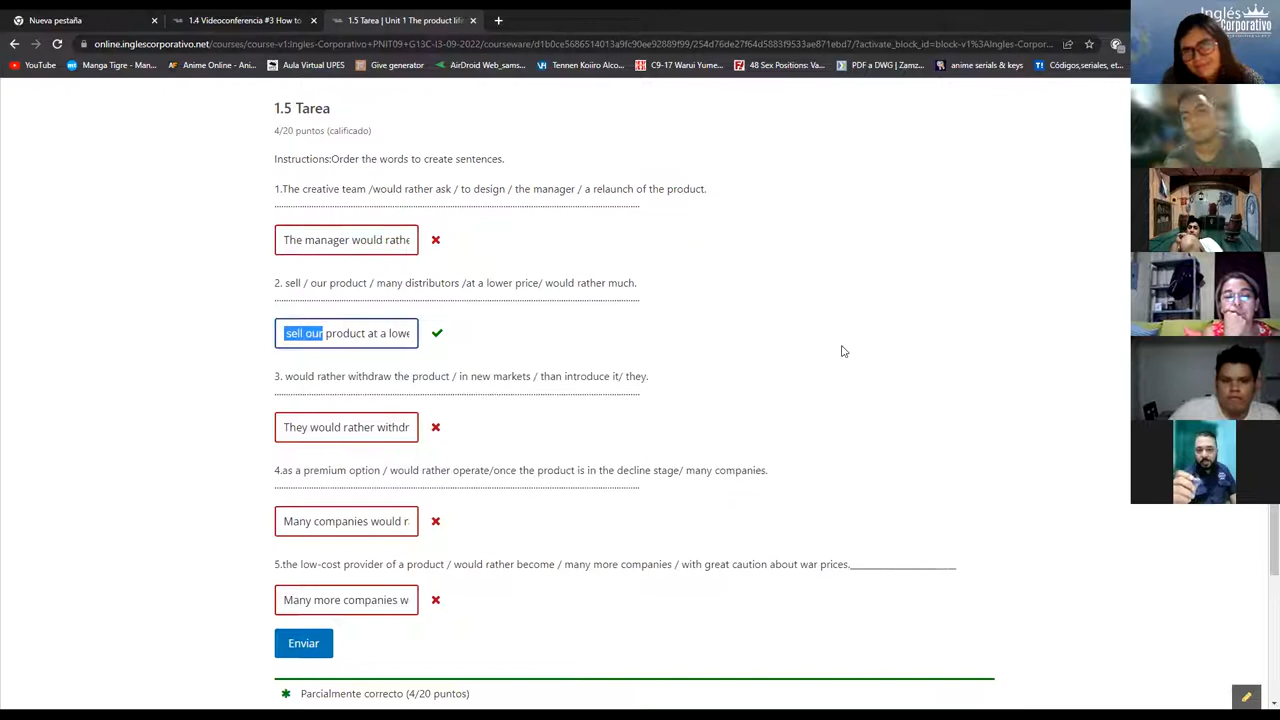 Nueva pestaña
1.4 Videoconferencia #3 How to
1.5 Tarea | Unit 1 The product life
online.inglescorporativo.net/courses/course-v1:Ingles-Corporativo+PNIT09+G13C-I3-09-2022/courseware/61b0ce5686514013a9fc90ee92889f99/254d76de27f64d5883f9533ae871ebd7/?activate_block_id=block-v1%3AIngles-Corpor...
YouTube
Manga Tigre - Man...
Anime Online - Ani...
Aula Virtual UPES
Give generator
AirDroid Web_sams...
Tennen Koiiro Alco...
C9-17 Warui Yume...
48 Sex Positions: Va...
PDF a DWG | Zamz...
anime serials & keys
Códigos,seriales, et...
Inglés
Corporativo
1.5 Tarea
4/20 puntos (calificado)
Instructions:Order the words to create sentences.
1.The creative team /would rather ask / to design / the manager / a relaunch of the product.
The manager would rathe
2. sell / our product / many distributors /at a lower price/ would rather much.
sell our product at a lowe
3. would rather withdraw the product / in new markets / than introduce it/ they.
They would rather withdr
4.as a premium option / would rather operate/once the product is in the decline stage/ many companies.
Many companies would r
5.the low-cost provider of a product / would rather become / many more companies / with great caution about war prices.____________________
Many more companies w
Enviar
Parcialmente correcto (4/20 puntos)